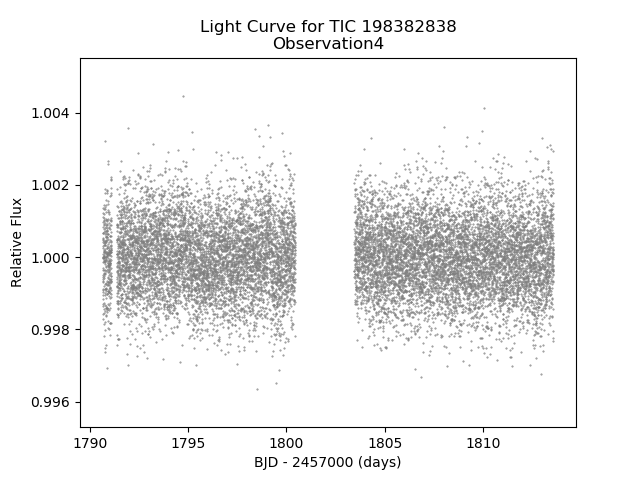 Light Curve for TIC 198382838
Observation4
1.004
1.002
1.000
0.998
0.996
Relative Flux
1790
1795
1800
1805
1810
BJD - 2457000 (days)